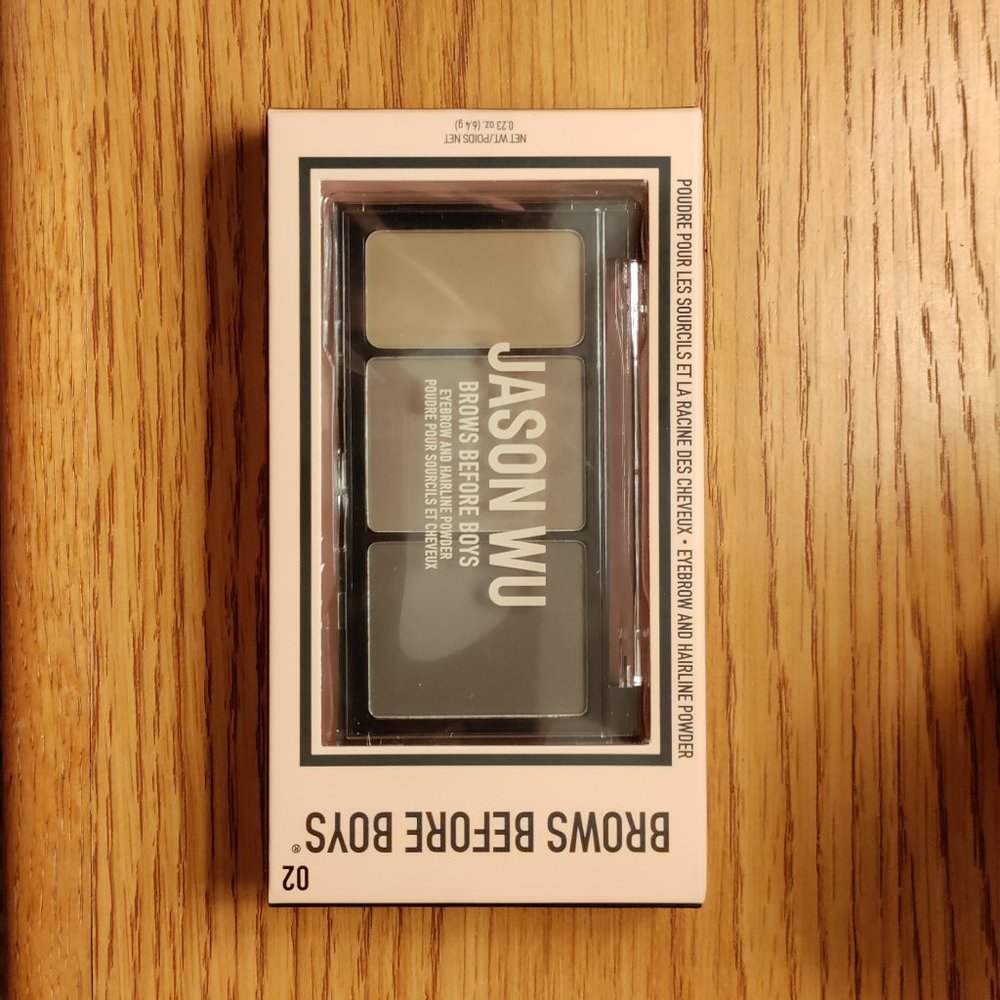 BROWS BEFORE BOYS®
02
JASON WU
BROWS BEFORE BOYS
EYEBROW AND HAIRLINE POWDER
POUDRE POUR SOURCILS ET CHEVEUX
POUDRE POUR LES SOURCILS ET LA RACINE DES CHEVEUX • EYEBROW AND HAIRLINE POWDER
NET WT./POIDS NET
0.23 oz. (6.4 g)